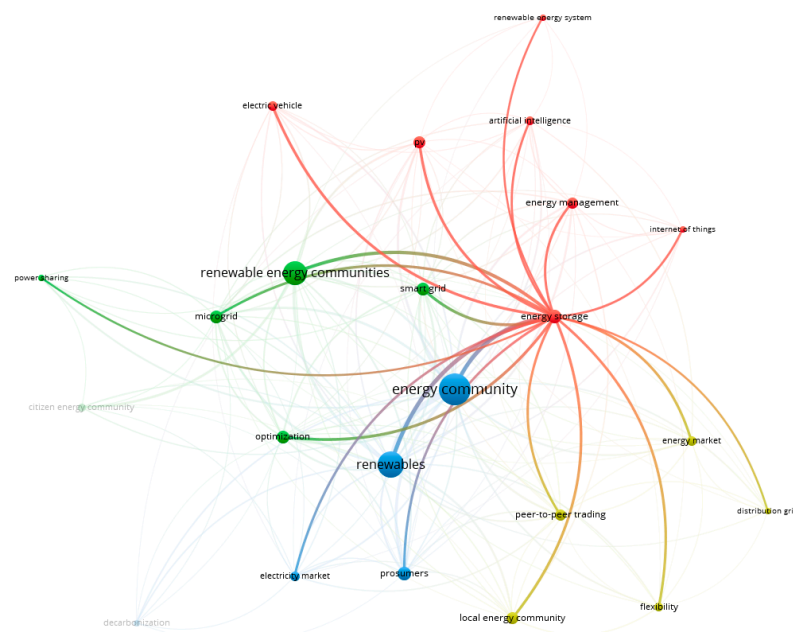 renewable energy system
electric vehicle
artificial intelligence
pv
energy management
internet of things
renewable energy communities
power sharing
smart grid
microgrid
energy storage
energy community
citizen energy community
optimization
energy market
renewables
distribution gri
peer-to-peer trading
electricity market
prosumers
flexibility
local energy community
decarbonization